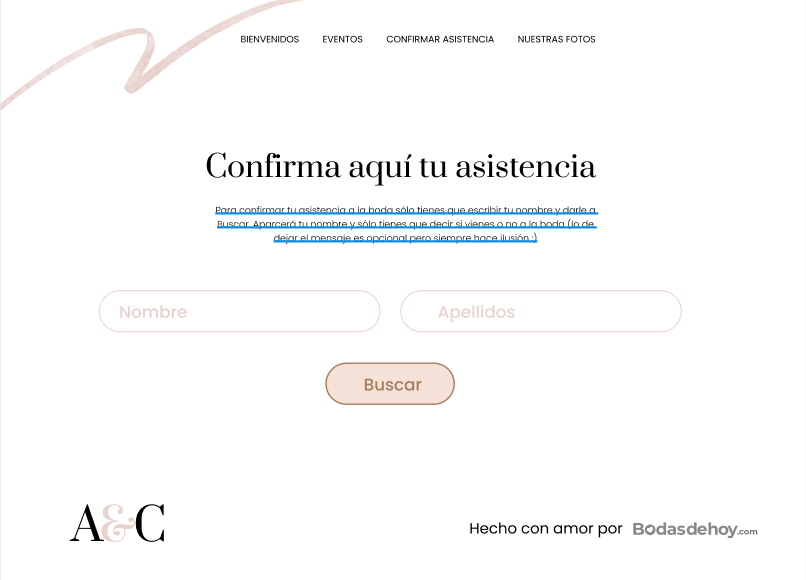 BIENVENIDOS EVENTOS CONFIRMAR ASISTENCIA NUESTRAS FOTOS
Confirma aquí tu asistencia
Para confirmar tu asistencia a la boda sólo tienes que escribir tu nombre y darle a
Buscar. Aparcerá tu nombre y sólo tienes que decir si vienes o no a la boda (lo de
dejar el mensaje es opcional pero siempre hace ilusión :)
Nombre Apellidos
Buscar
A&C
Hecho con amor por Bodasdehoy.com